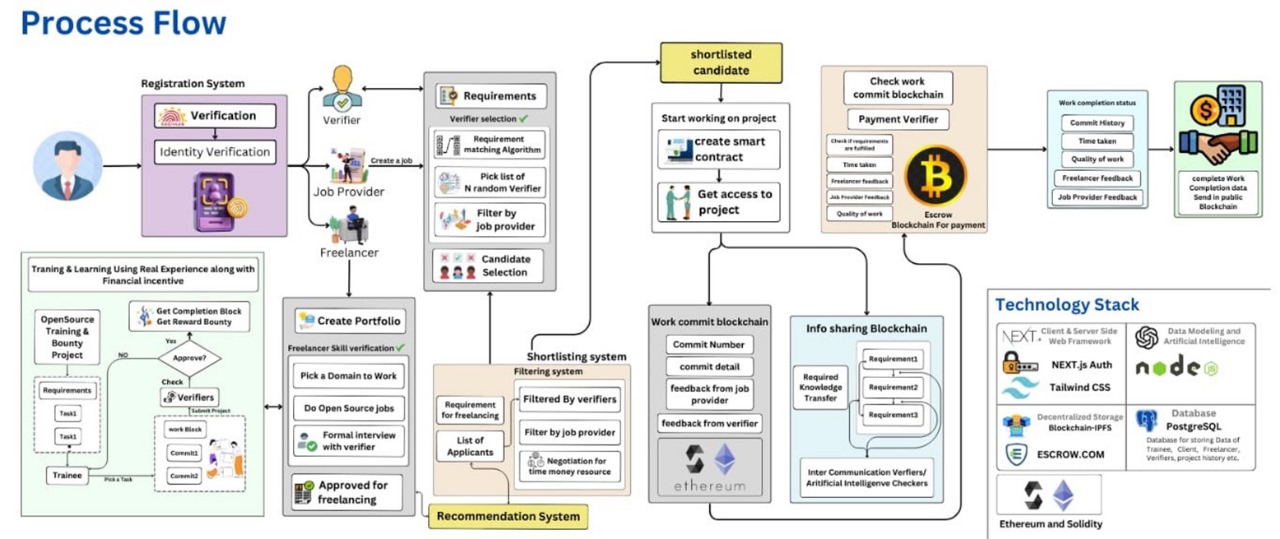 Process Flow
Registration System
Verification
Identity Verification
Verifier
Job Provider
Create a job
Freelancer
Requirements
Verifier selection
Requirement
matching Algorithm
Pick list of
N random Verifier
Filter by
job provider
Candidate
Selection
shortlisted
candidate
Start working on project
create smart
contract
Get access to
project
Check work
commit blockchain
Payment Verifier
Check if requirements
are fulfilled
Time taken
Freelancer feedback
Job Provider Feedback
Quality of work
Escrow
Blockchain For payment
Work completion status
Commit History
Time taken
Quality of work
Freelancer feedback
Job Provider Feedback
complete Work
Completion data
Send in public
Blockchain
Traning & Learning Using Real Experience along with
Financial incentive
OpenSource
Training &
Bounty
Project
Get Completion Block
Get Reward Bounty
Yes
NO
Approve?
Check
Verifiers
Submit Project
Requirements
Task1
Task1
work Block
Commit1
Commit2
Trainee
Pick a Task
Create Portfolio
Freelancer Skill verification
Pick a Domain to Work
Do Open Source jobs
Formal interview
with verifier
Approved for
freelancing
Shortlisting system
Filtering system
Requirement
for freelancing
List of
Applicants
Filtered By verifiers
Filter by job provider
Negotiation for
time money resource
Recommendation System
Work commit blockchain
Commit Number
commit detail
feedback from job
provider
feedback from verifier
ethereum
Info sharing Blockchain
Required
Knowledge
Transfer
Requirement1
Requirement2
Requirement3
Inter Communication Verfiers/
Aritificial Intelligenve Checkers
Technology Stack
NEXT.JS
Client & Server Side
Web Framework
NEXT.js Auth
Tailwind CSS
Data Modeling and
Artificial Intelligence
node
JS
Decentralized Storage
Blockchain-IPFS
ESCROW.COM
Database
PostgreSQL
Database for storing Data of
Trainee, Client, Freelancer,
Verifiers, project history etc.
Ethereum and Solidity